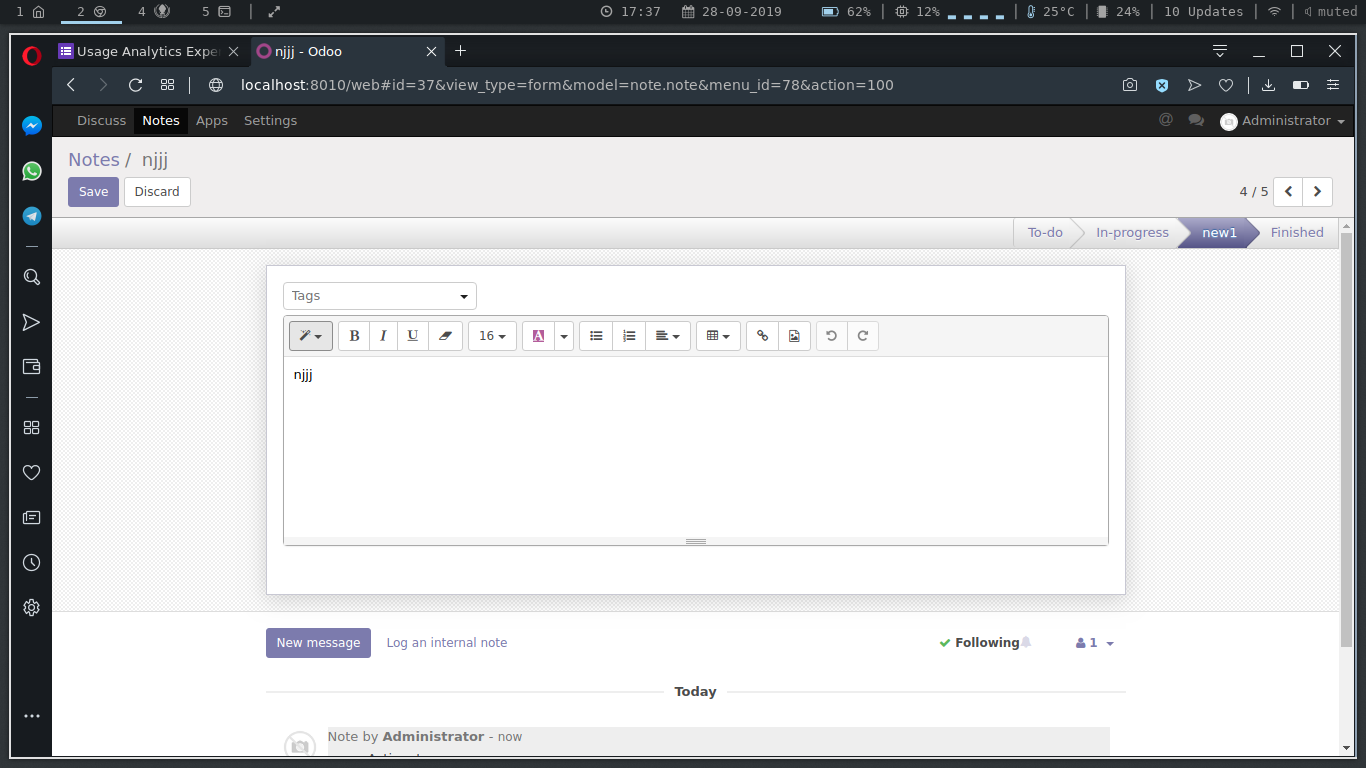 1 2 4 5 17:37 28-09-2019 62% 12% 25°C 24% 10 Updates muted
Usage Analytics Expe njjj - Odoo
localhost:8010/web#id=37&view_type=form&model=note.note&menu_id=78&action=100
Discuss Notes Apps Settings @ Administrator
Notes / njjj
Save Discard 4 / 5
To-do In-progress new1 Finished
Tags
B I U 16 A
njjj
New message Log an internal note Following 1
Today
Note by Administrator - now